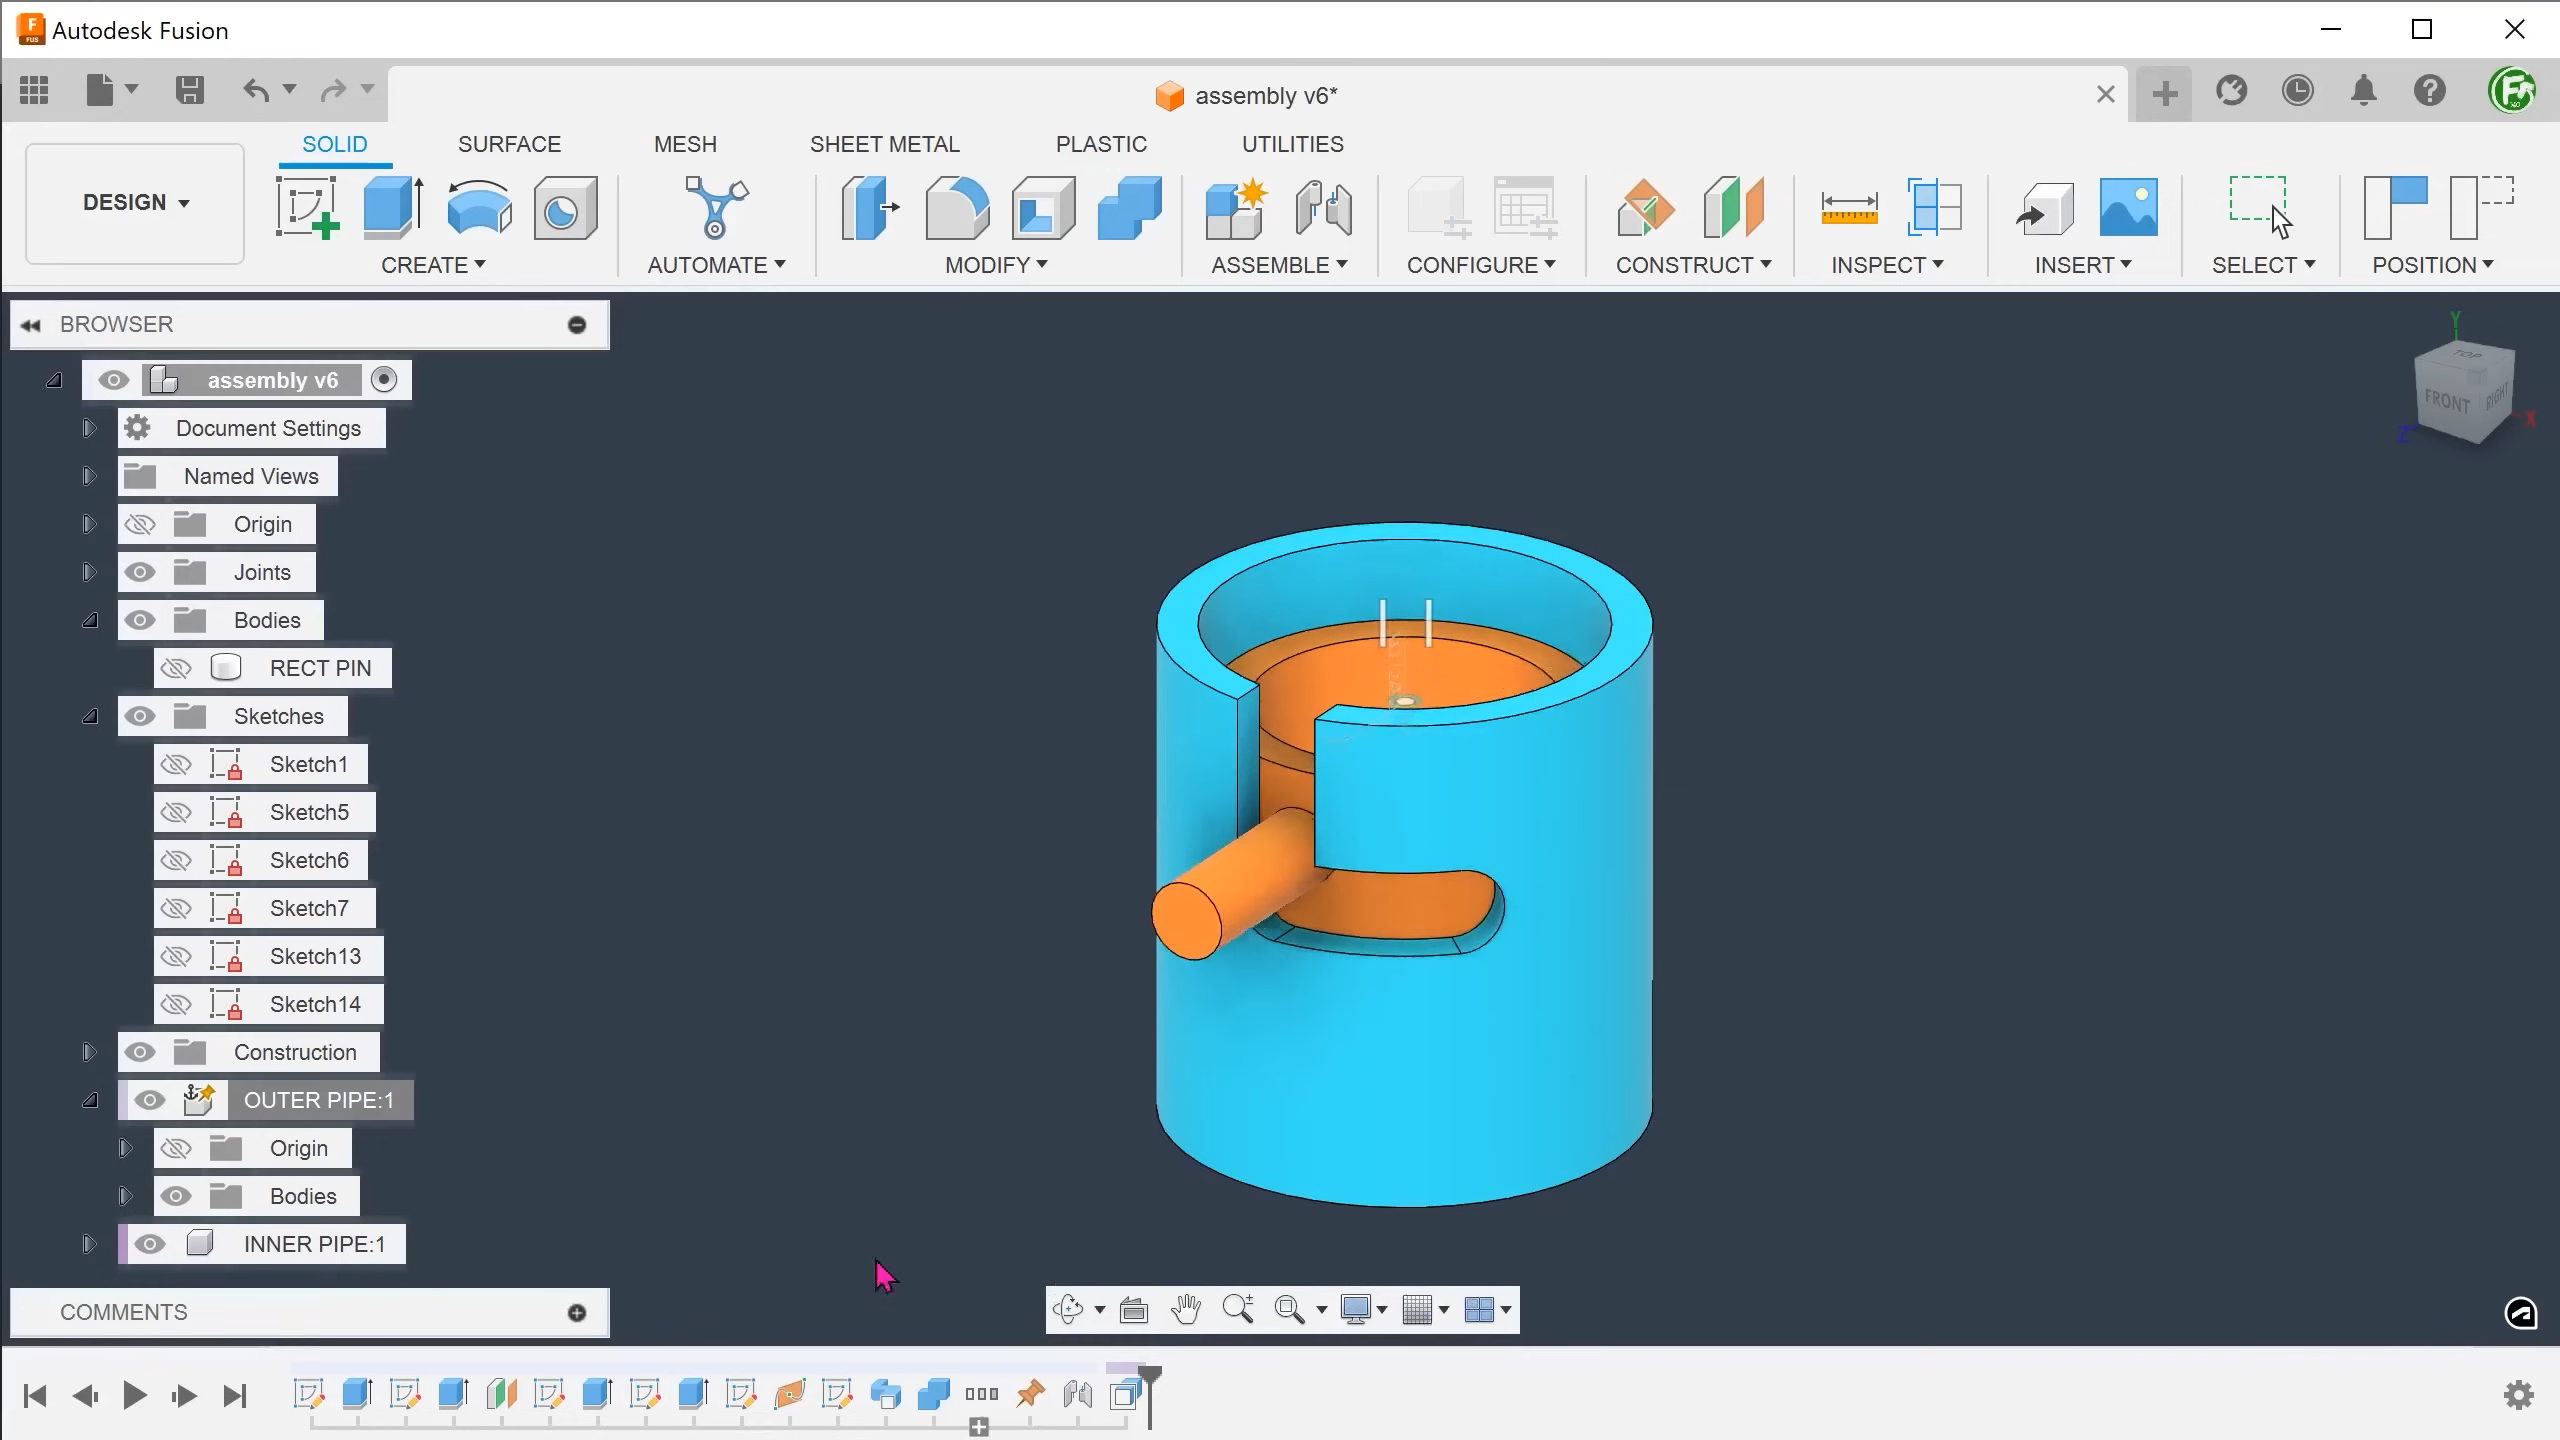 Autodesk Fusion
assembly v6*
SOLID SURFACE MESH SHEET METAL PLASTIC UTILITIES
DESIGN
CREATE AUTOMATE MODIFY ASSEMBLE CONFIGURE CONSTRUCT INSPECT INSERT SELECT POSITION
BROWSER
assembly v6
Document Settings
Named Views
Origin
Joints
Bodies
RECT PIN
Sketches
Sketch1
Sketch5
Sketch6
Sketch7
Sketch13
Sketch14
Construction
OUTER PIPE:1
Origin
Bodies
INNER PIPE:1
COMMENTS
Y
TOP
FRONT
RIGHT
Z
X